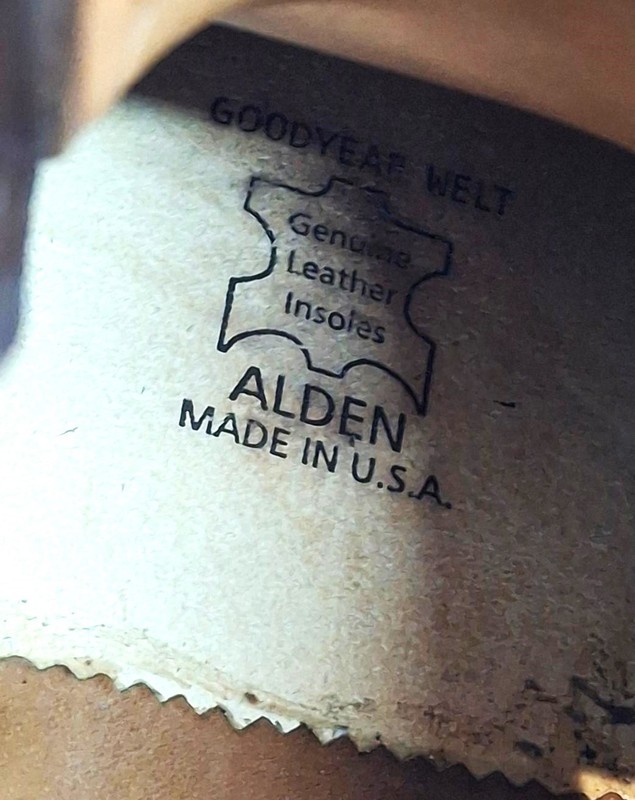 GOODYEAR WELT
Genuine
Leather
Insoles
ALDEN
MADE IN U.S.A.